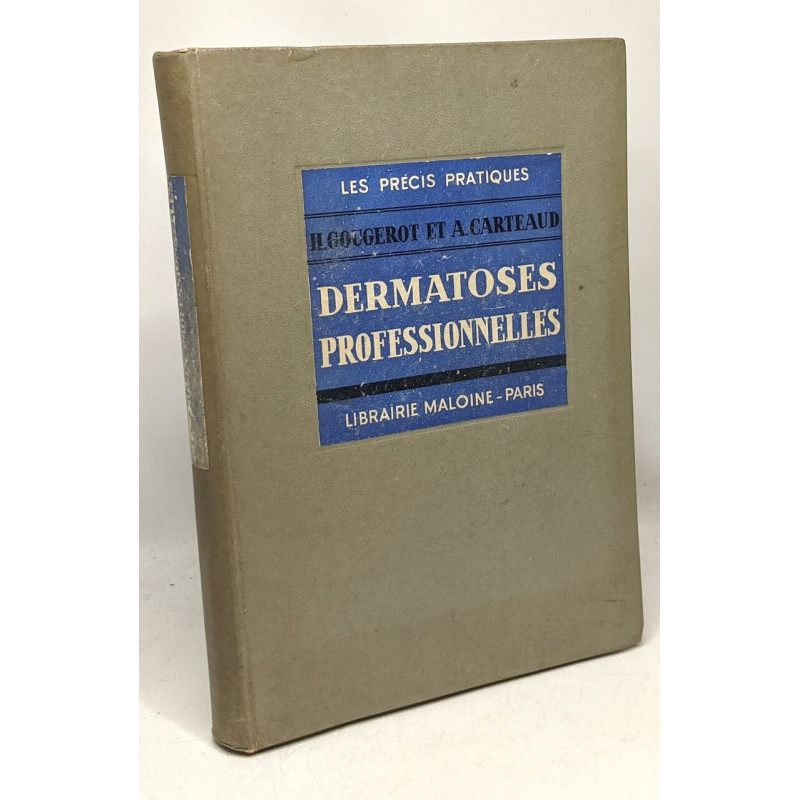 LES PRÉCIS PRATIQUES
H. GOUGEROT ET A. CARTEAUD
DERMATOSES
PROFESSIONNELLES
LIBRAIRIE MALOINE - PARIS